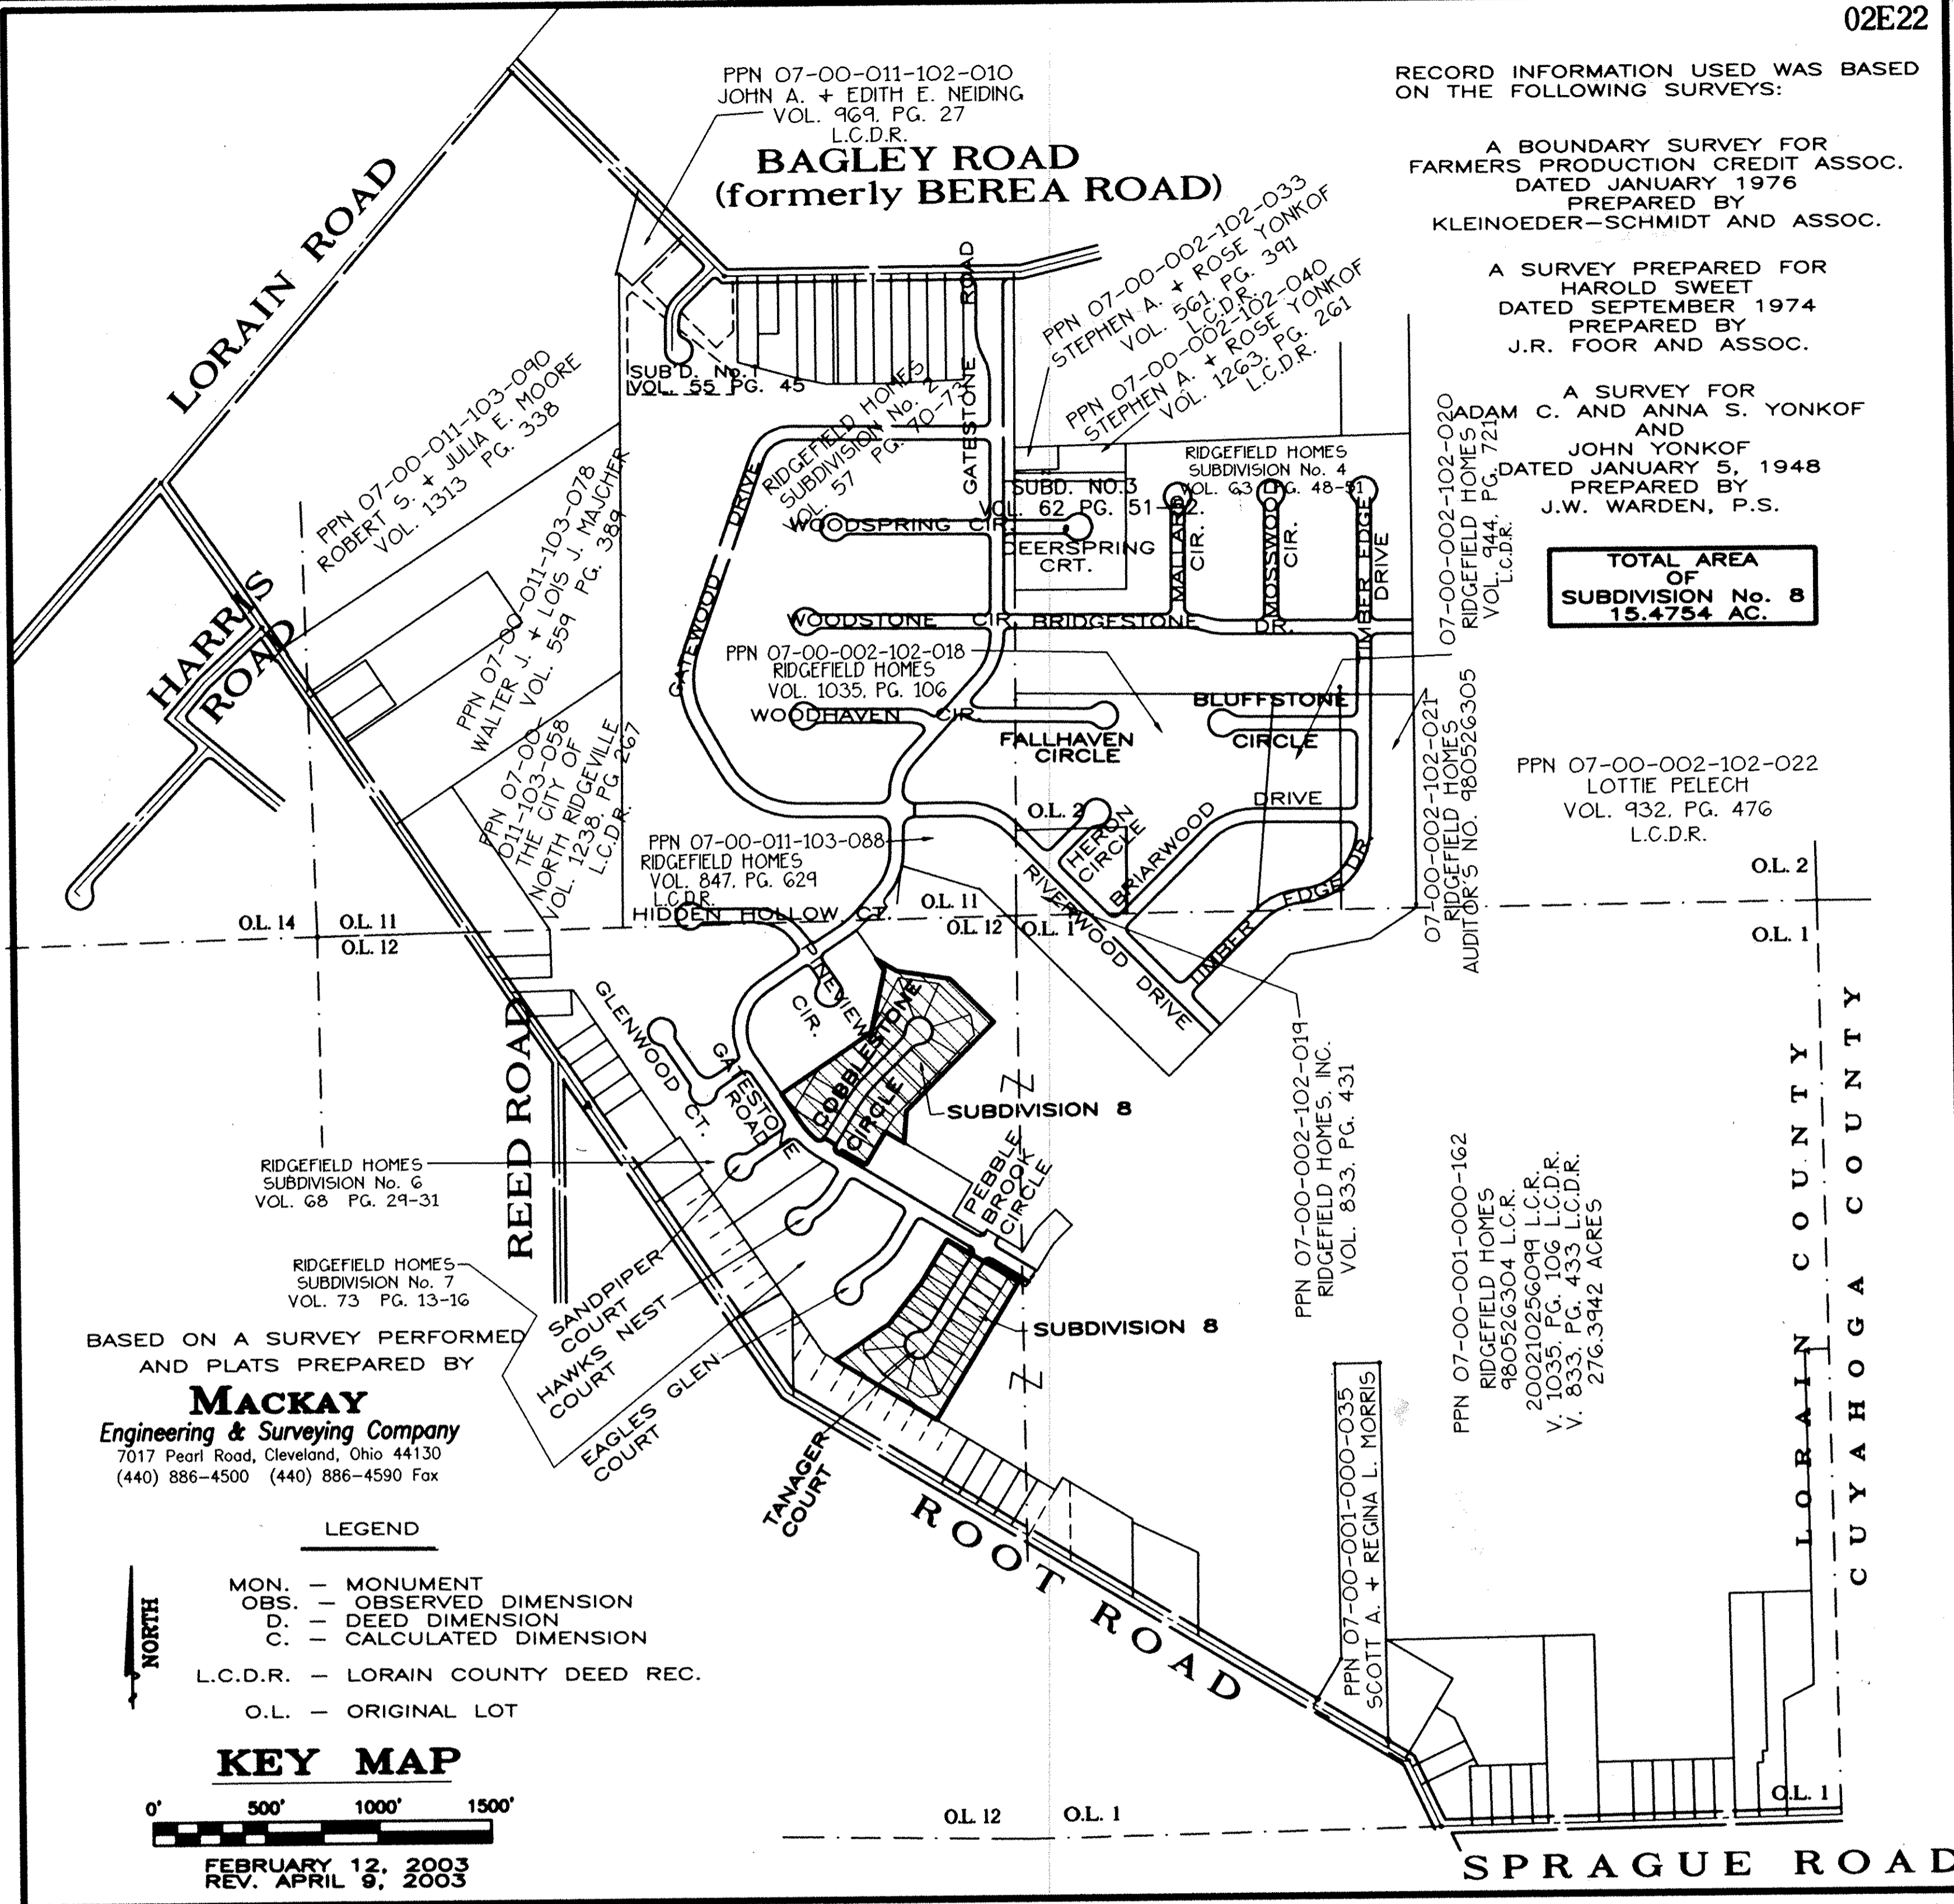 02E22
RECORD INFORMATION USED WAS BASED
ON THE FOLLOWING SURVEYS:
A BOUNDARY SURVEY FOR
FARMERS PRODUCTION CREDIT ASSOC.
DATED JANUARY 1976
PREPARED BY
KLEINOEDER-SCHMIDT AND ASSOC.
A SURVEY PREPARED FOR
HAROLD SWEET
DATED SEPTEMBER 1974
PREPARED BY
J.R. FOOR AND ASSOC.
A SURVEY FOR
ADAM C. AND ANNA S. YONKOF
AND
JOHN YONKOF
DATED JANUARY 5, 1948
PREPARED BY
J.W. WARDEN, P.S.
TOTAL AREA
OF
SUBDIVISION No. 8
15.4754 AC.
PPN 07-00-011-102-010
JOHN A. + EDITH E. NEIDING
VOL. 969, PG. 27
L.C.D.R.
BAGLEY ROAD
(formerly BEREA ROAD)
LORAIN ROAD
HARRIS
ROAD
PPN 07-00-011-103-090
ROBERT S. + JULIA E. MOORE
VOL. 1313 PG. 338
PPN 07-00-011-103-078
WALTER J. + LOIS J. MAJCHER
VOL. 559 PG. 389
PPN 07-00-
011-103-058
THE CITY OF
NORTH RIDGEVILLE
VOL. 1238, PG 267
L.C.D.R.
SUB'D. No.1
VOL. 55 PG. 45
RIDGEFIELD HOMES
SUBDIVISION No. 2
VOL. 57 PG. 70-73
GATESTONE ROAD
PPN 07-00-002-102-033
STEPHEN A. + ROSE YONKOF
VOL. 561, PG. 391
L.C.D.R.
PPN 07-00-002-102-040
STEPHEN A. + ROSE YONKOF
VOL. 1263, PG. 261
L.C.D.R.
RIDGEFIELD HOMES
SUBDIVISION No. 4
VOL. 63 PG. 48-51
SUBD. NO.3
VOL. 62 PG. 51-52.
GATEWOOD DRIVE
WOODSPRING CIR.
DEERSPRING
CRT.
MALLARD
CIR.
MOSSWOOD
CIR.
TIMBER EDGE
DRIVE
WOODSTONE CIR.
BRIDGESTONE DR.
PPN 07-00-002-102-018
RIDGEFIELD HOMES
VOL. 1035, PG. 106
WOODHAVEN CIR.
FALLHAVEN
CIRCLE
BLUFFSTONE
CIRCLE
07-00-002-102-020
RIDGEFIELD HOMES
VOL. 944, PG. 721
L.C.D.R.
07-00-002-102-021
RIDGEFIELD HOMES
AUDITOR'S NO. 980526305
PPN 07-00-002-102-022
LOTTIE PELECH
VOL. 932, PG. 476
L.C.D.R.
O.L. 2
HERON
CIRCLE
BRIARWOOD DRIVE
PPN 07-00-011-103-088
RIDGEFIELD HOMES
VOL. 847, PG. 629
L.C.D.R.
RIVERWOOD DRIVE
TIMBER EDGE DR.
HIDDEN HOLLOW CT.
O.L. 14
O.L. 11
O.L. 12
O.L. 11
O.L. 12
O.L. 1
O.L. 2
O.L. 1
PINEVIEW
CIR.
GLENWOOD CT.
GATESTONE
ROAD
COBBLESTONE
CIRCLE
SUBDIVISION 8
PEBBLE
BROOK
CIRCLE
PPN 07-00-002-102-019
RIDGEFIELD HOMES, INC.
VOL. 833, PG. 431
REED ROAD
RIDGEFIELD HOMES
SUBDIVISION No. 6
VOL. 68 PG. 29-31
RIDGEFIELD HOMES
SUBDIVISION No. 7
VOL. 73 PG. 13-16
SANDPIPER
COURT
HAWKS NEST
COURT
EAGLES GLEN
COURT
TANAGER
COURT
SUBDIVISION 8
PPN 07-00-001-000-162
RIDGEFIELD HOMES
980526304 L.C.R.
200210256099 L.C.R.
V. 1035, PG. 106 L.C.D.R.
V. 833, PG. 433 L.C.D.R.
276.3942 ACRES
LORAIN COUNTY
CUYAHOGA COUNTY
PPN 07-00-001-000-035
SCOTT A. + REGINA L. MORRIS
ROOT ROAD
BASED ON A SURVEY PERFORMED
AND PLATS PREPARED BY
MACKAY
Engineering & Surveying Company
7017 Pearl Road, Cleveland, Ohio 44130
(440) 886-4500 (440) 886-4590 Fax
LEGEND
MON. – MONUMENT
OBS. – OBSERVED DIMENSION
D. – DEED DIMENSION
C. – CALCULATED DIMENSION
L.C.D.R. – LORAIN COUNTY DEED REC.
O.L. – ORIGINAL LOT
NORTH
KEY MAP
0' 500' 1000' 1500'
FEBRUARY 12, 2003
REV. APRIL 9, 2003
O.L. 12
O.L. 1
O.L. 1
SPRAGUE ROAD